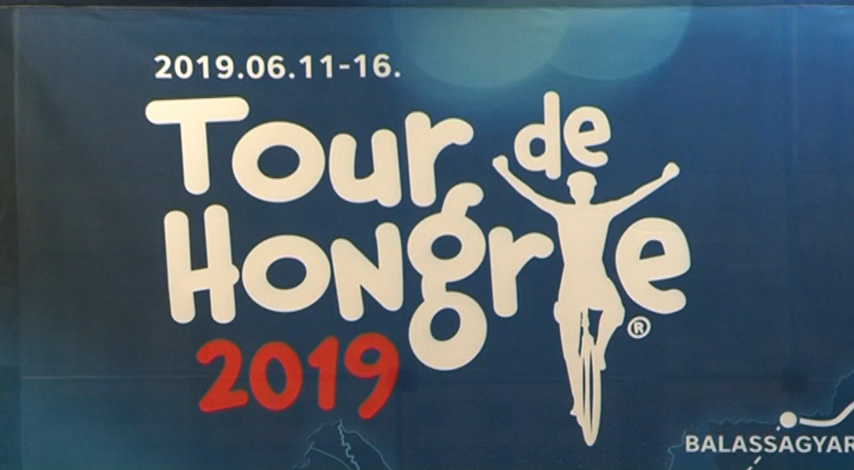 2019.06.11-16.
Tour de
Hongrie
®
2019
BALASSAGYAR